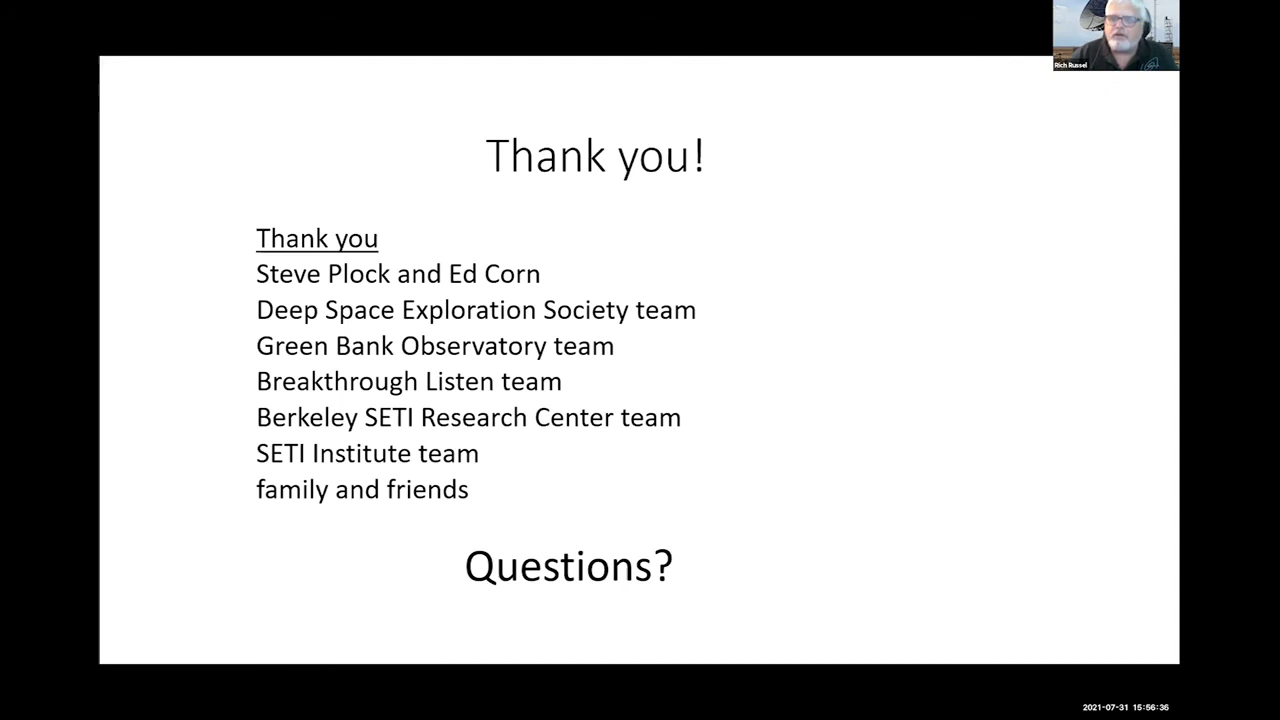 Rich Russel
Thank you!
Thank you
Steve Plock and Ed Corn
Deep Space Exploration Society team
Green Bank Observatory team
Breakthrough Listen team
Berkeley SETI Research Center team
SETI Institute team
family and friends
Questions?
2021-07-31 15:56:36